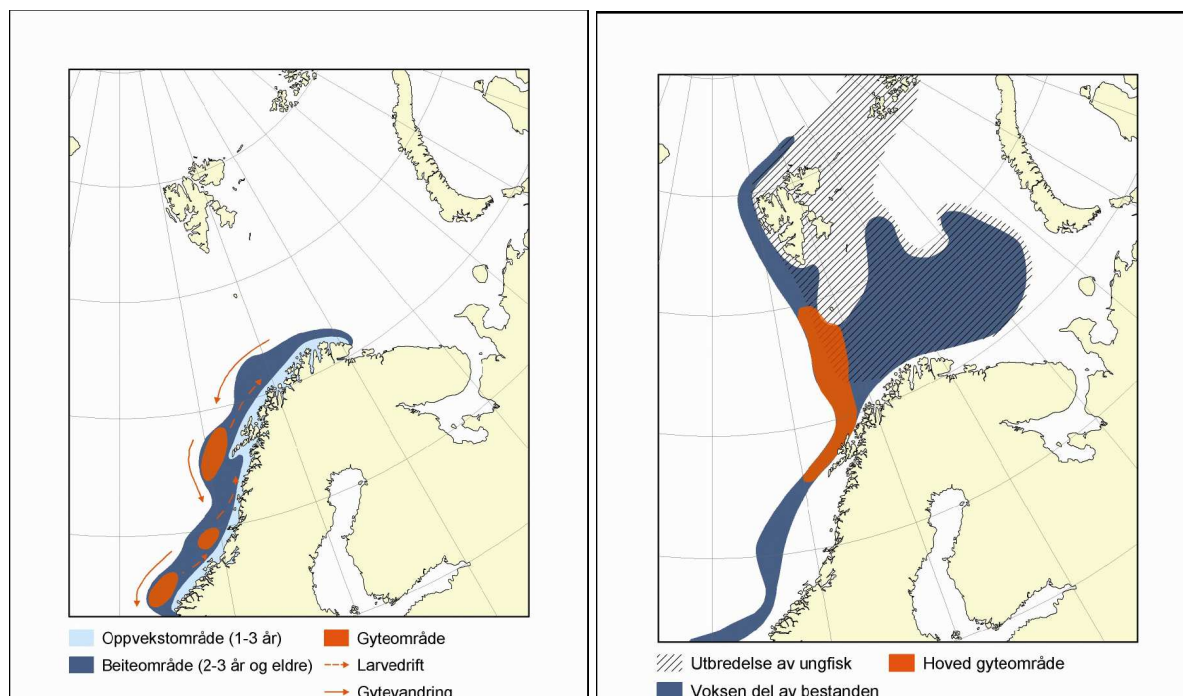 Oppvekstområde (1-3 år)
Gyteområde
Beiteområde (2-3 år og eldre)
Larvedrift
Gytevandring
Utbredelse av ungfisk
Hoved gyteområde
Voksen del av bestanden